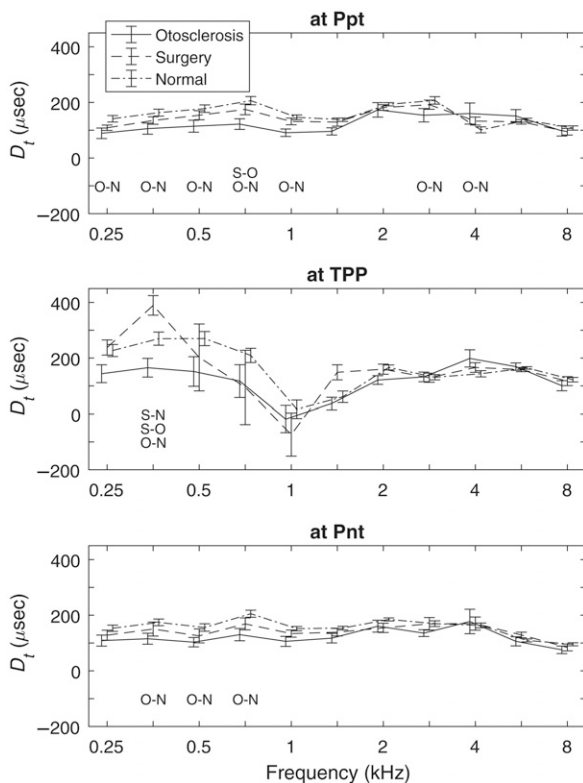 at Ppt
Otosclerosis
Surgery
Normal
400
200
0
−200
D_t (μsec)
S-O
O-N O-N O-N O-N O-N O-N O-N
0.25 0.5 1 2 4 8
at TPP
400
200
0
−200
D_t (μsec)
S-N
S-O
O-N
0.25 0.5 1 2 4 8
at Pnt
400
200
0
−200
D_t (μsec)
O-N O-N O-N
0.25 0.5 1 2 4 8
Frequency (kHz)